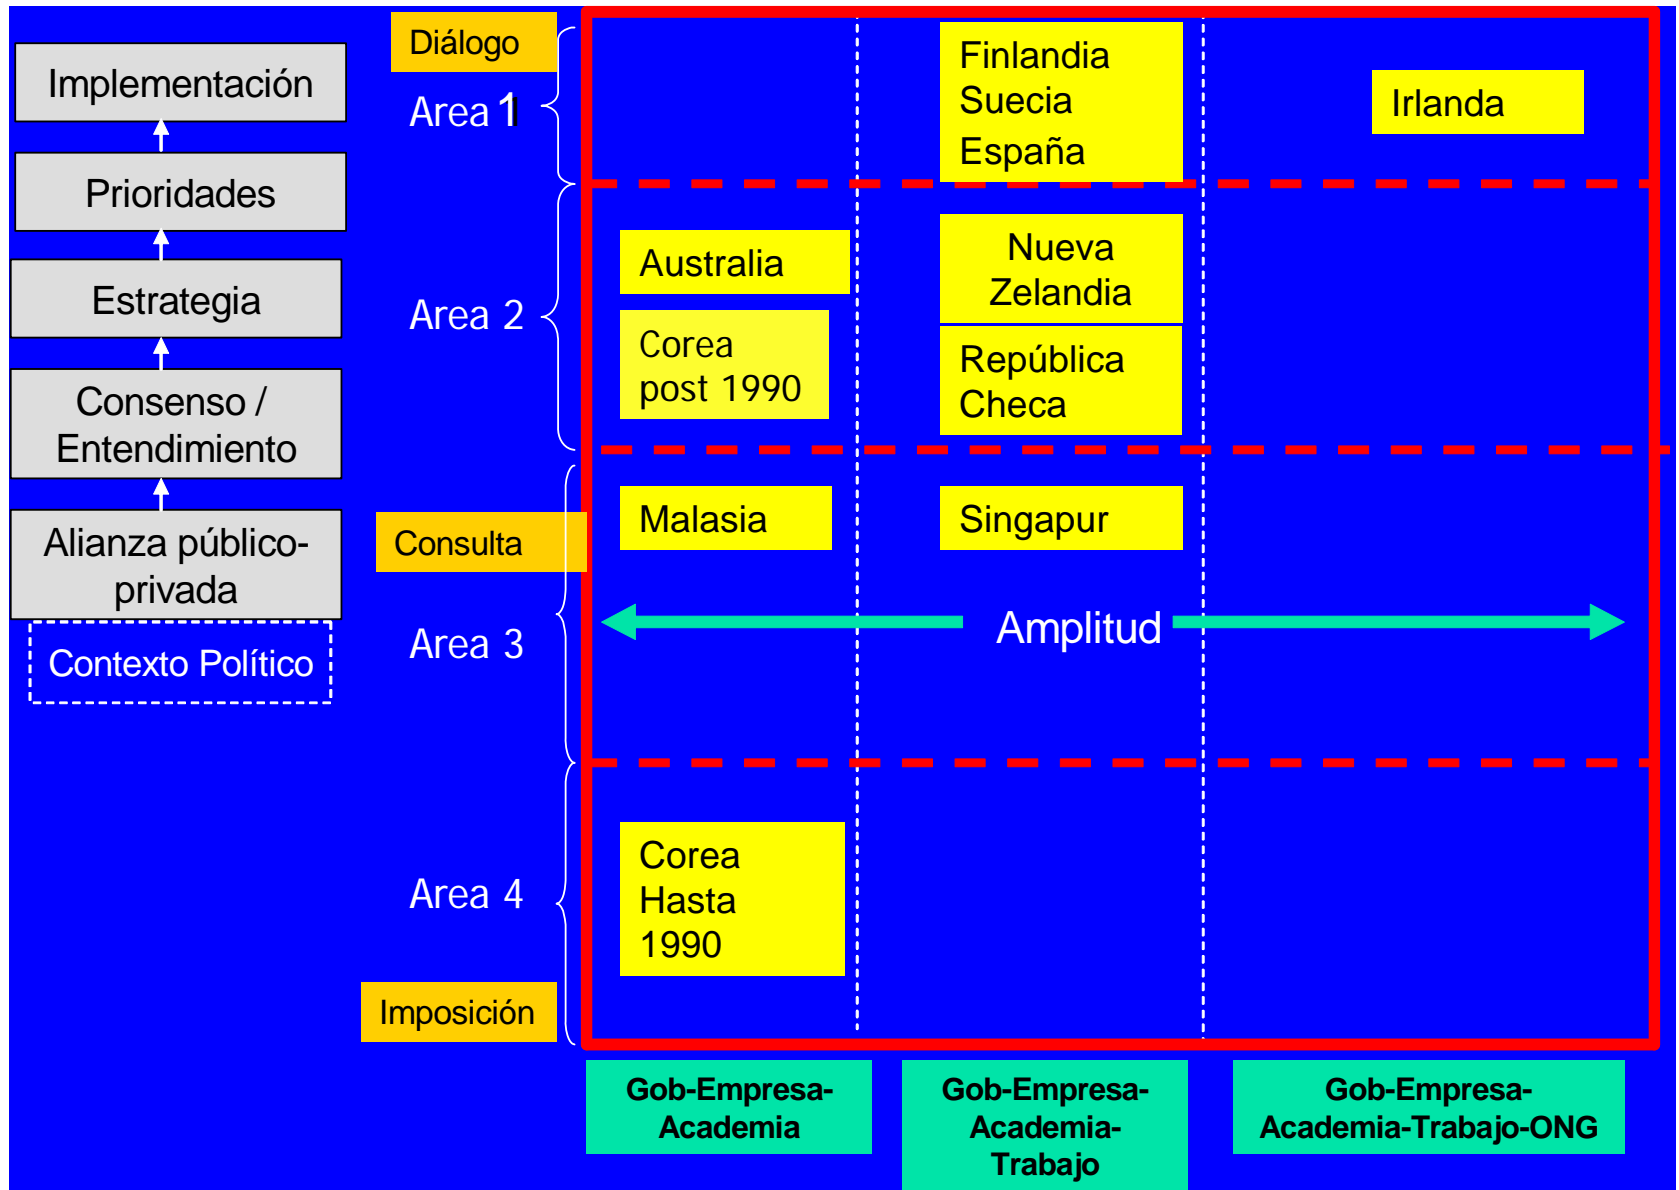 Implementación
Prioridades
Estrategia
Consenso /
Entendimiento
Alianza público-
privada
Contexto Político
Diálogo
Area 1
Area 2
Consulta
Area 3
Area 4
Imposición
Finlandia
Suecia
España
Irlanda
Australia
Corea
post 1990
Nueva
Zelandia
República
Checa
Malasia
Singapur
Amplitud
Corea
Hasta
1990
Gob-Empresa-
Academia
Gob-Empresa-
Academia-
Trabajo
Gob-Empresa-
Academia-Trabajo-ONG